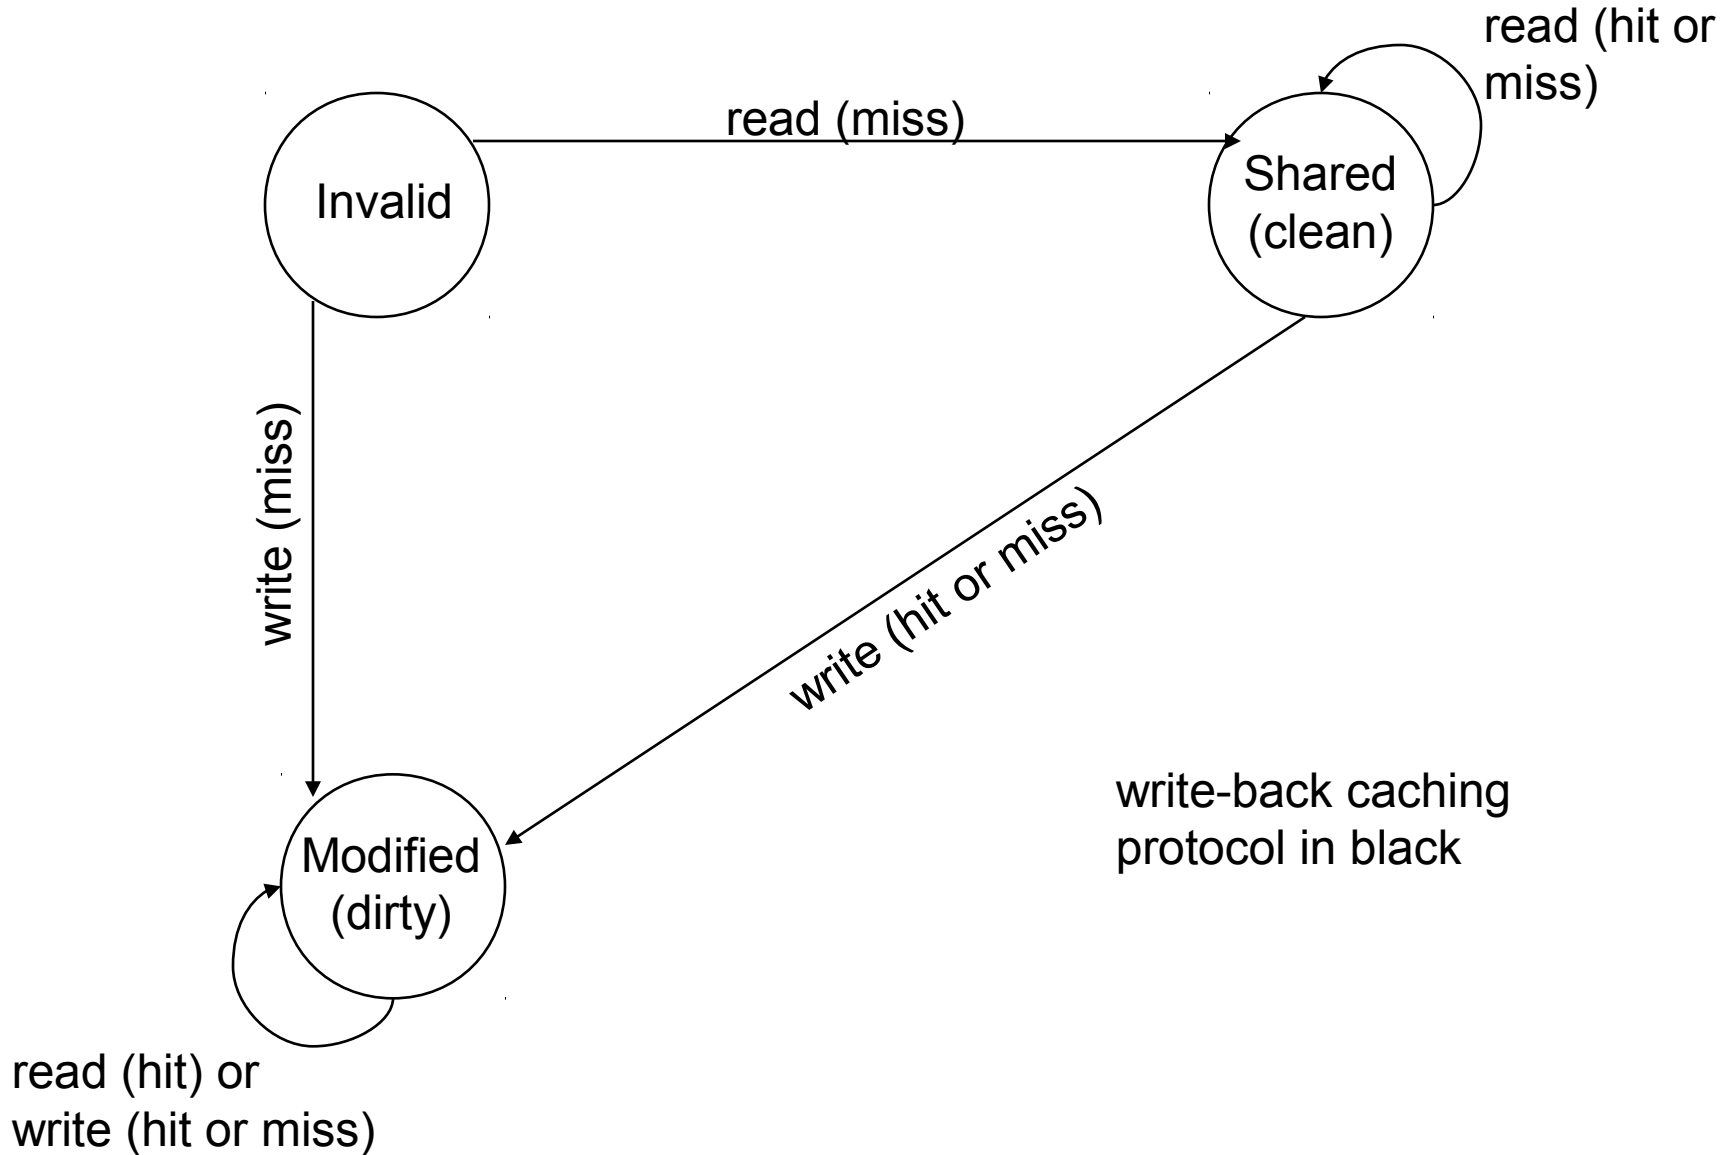 read (hit or
miss)
read (miss)
Invalid
Shared
(clean)
write (miss)
write (hit or miss)
write-back caching
protocol in black
Modified
(dirty)
read (hit) or
write (hit or miss)